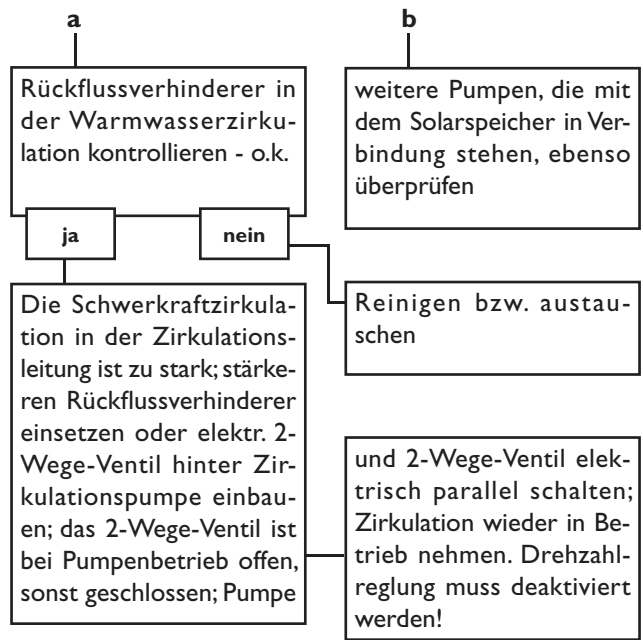 a
Rückflussverhinderer in
der Warmwasserzirku-
lation kontrollieren - o.k.
ja
nein
Die Schwerkraftzirkula-
tion in der Zirkulations-
leitung ist zu stark; stärke-
ren Rückflussverhinderer
einsetzen oder elektr. 2-
Wege-Ventil hinter Zir-
kulationspumpe einbau-
en; das 2-Wege-Ventil ist
bei Pumpenbetrieb offen,
sonst geschlossen; Pumpe
b
weitere Pumpen, die mit
dem Solarspeicher in Ver-
bindung stehen, ebenso
überprüfen
Reinigen bzw. austau-
schen
und 2-Wege-Ventil elek-
trisch parallel schalten;
Zirkulation wieder in Be-
trieb nehmen. Drehzahl-
reglung muss deaktiviert
werden!